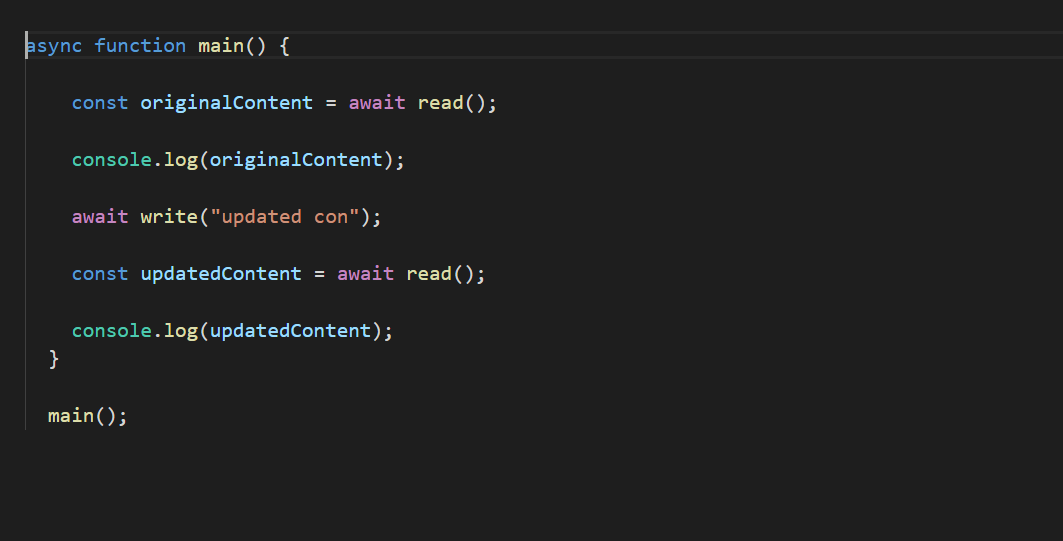 async function main() {
const originalContent = await read();
console.log(originalContent);
await write("updated con");
const updatedContent = await read();
console.log(updatedContent);
}
main();